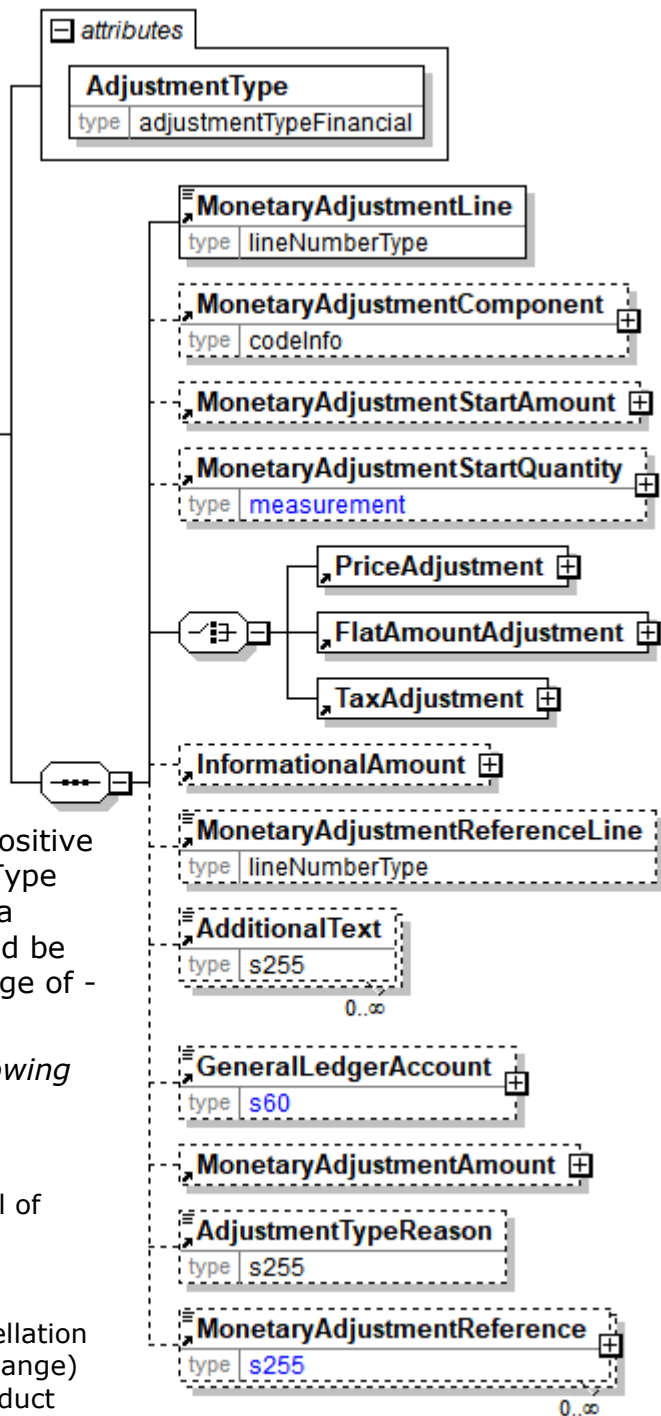 attributes
AdjustmentType
type adjustmentTypeFinancial
MonetaryAdjustmentLine
type lineNumberType
MonetaryAdjustmentComponent
type codeInfo
MonetaryAdjustmentStartAmount
MonetaryAdjustmentStartQuantity
type measurement
PriceAdjustment
FlatAmountAdjustment
TaxAdjustment
InformationalAmount
MonetaryAdjustmentReferenceLine
type lineNumberType
AdditionalText
type s255
0..∞
GeneralLedgerAccount
type s60
MonetaryAdjustmentAmount
AdjustmentTypeReason
type s255
MonetaryAdjustmentReference
type s255
0..∞
ositive
Type
a
d be
ge of -
owing
l of
ellation
ange)
duct